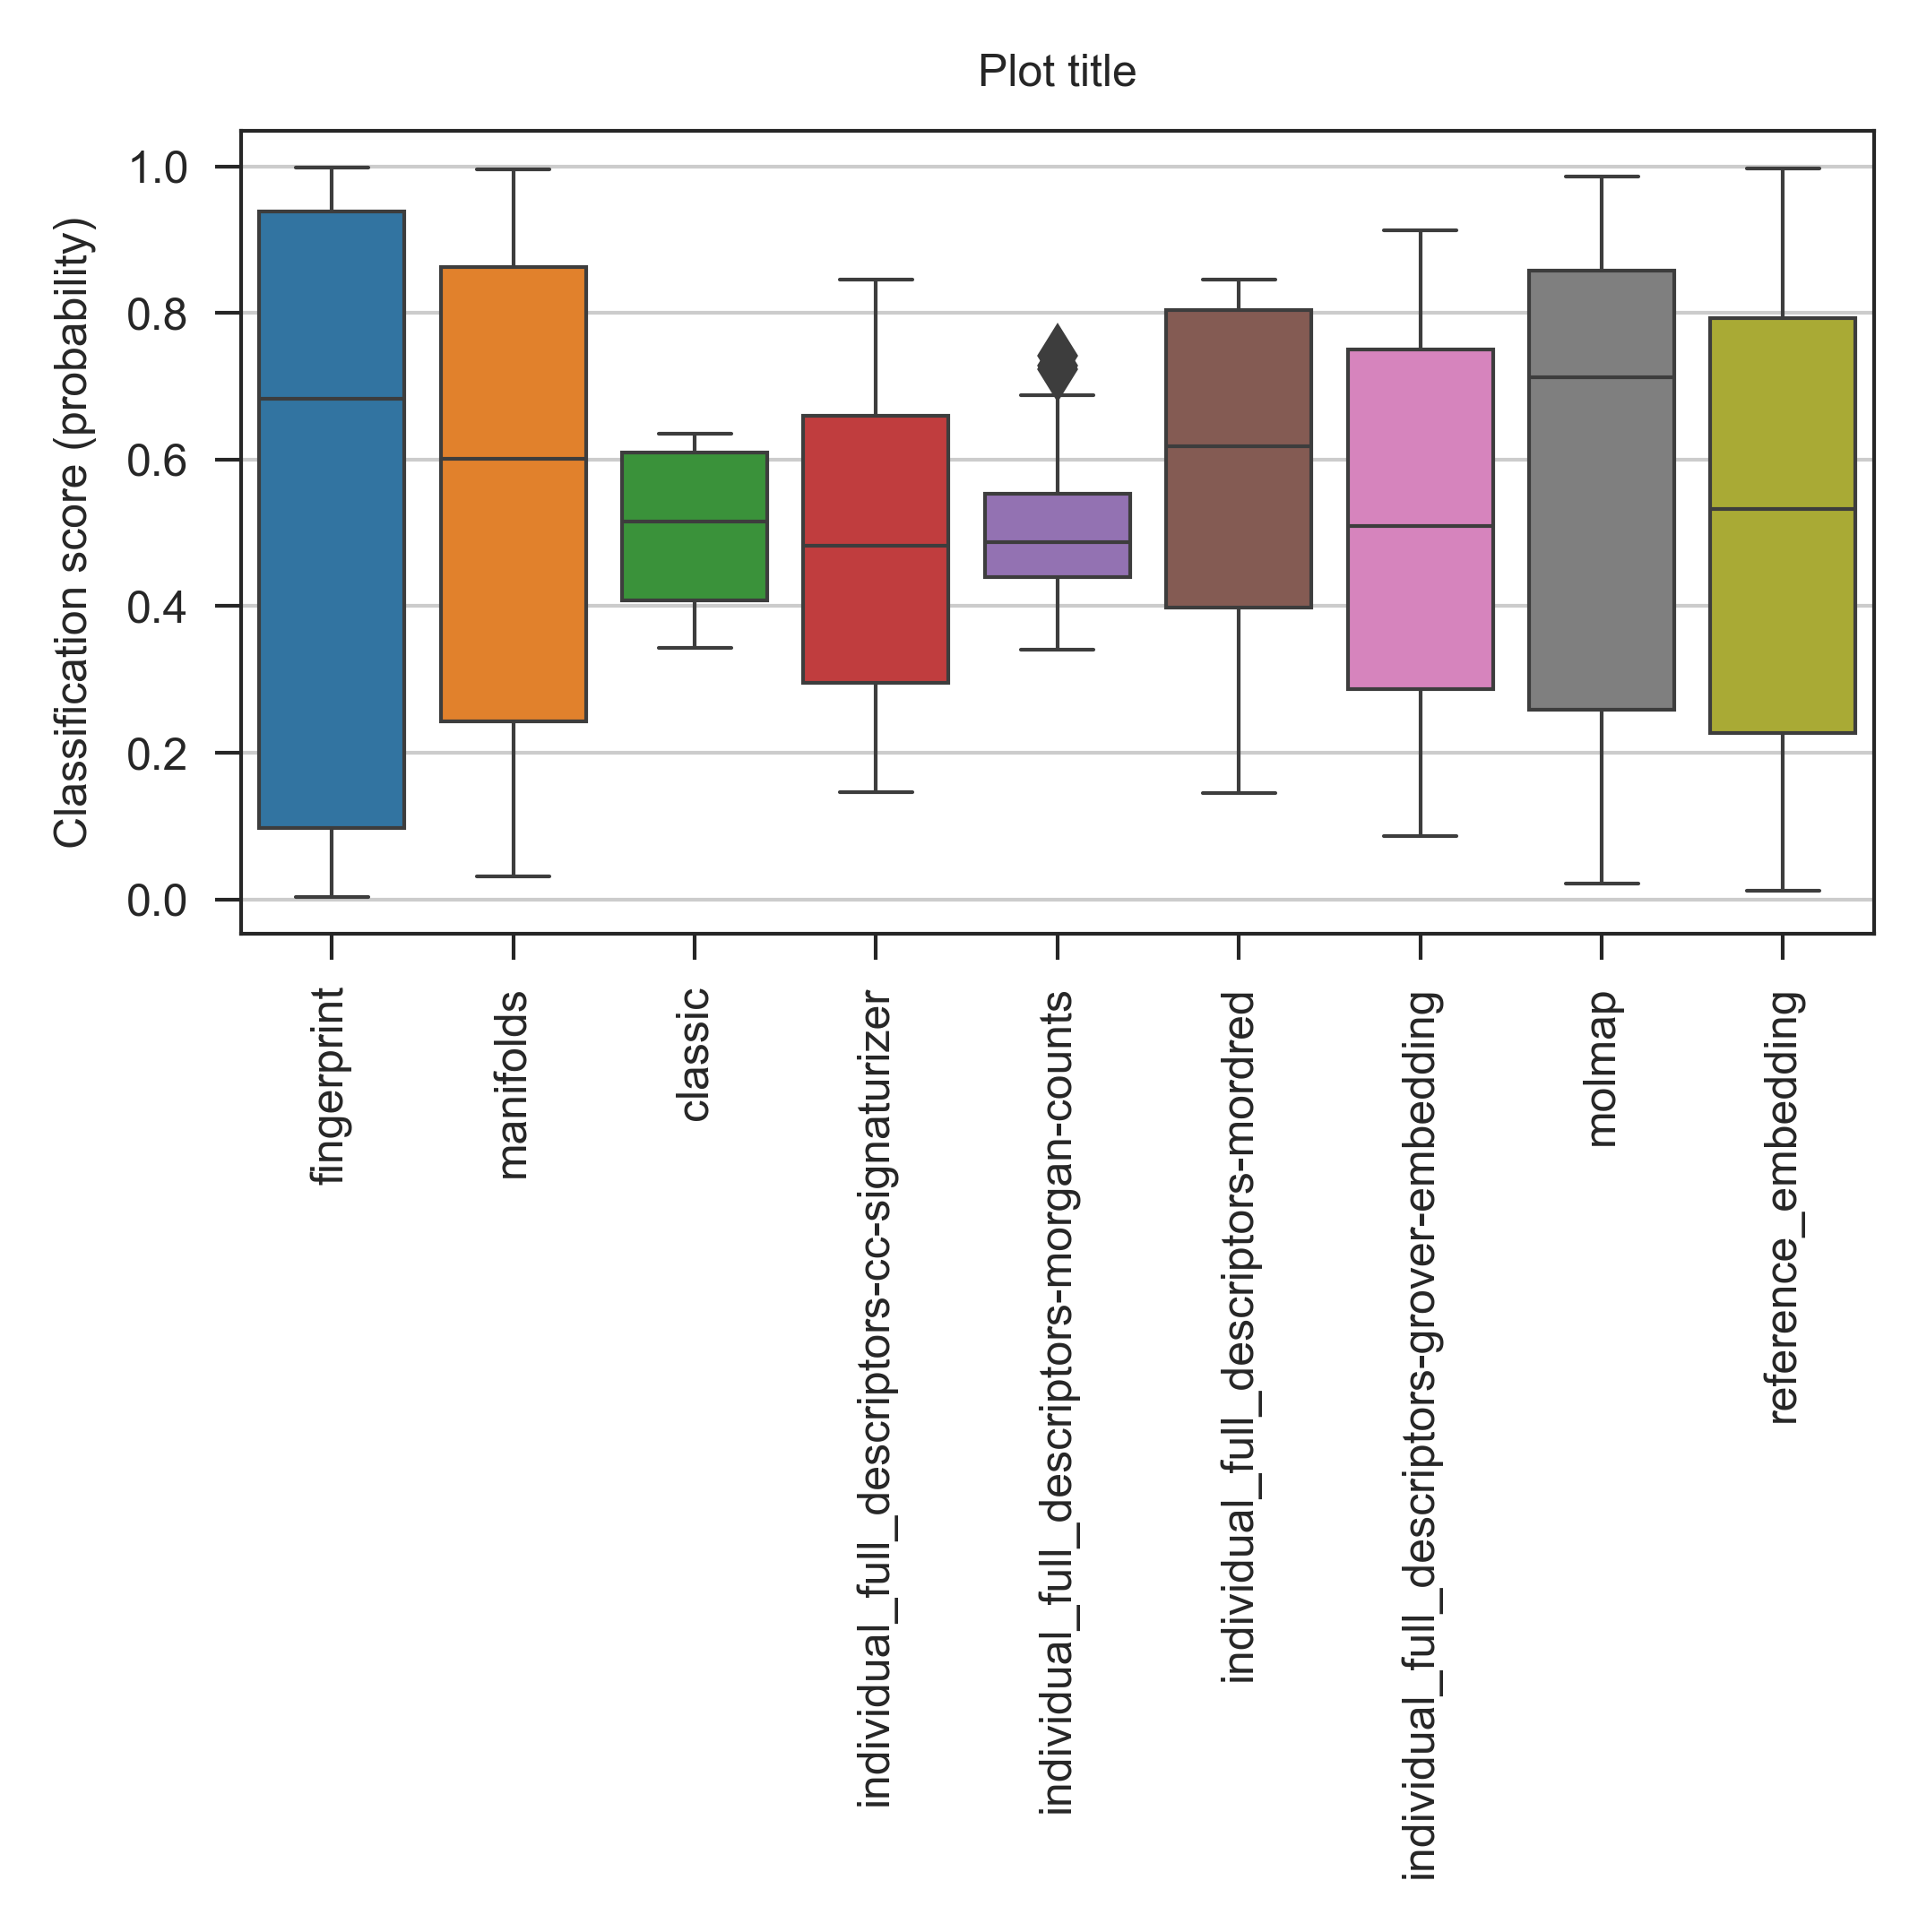 Plot title
Classification score (probability)
1.0
0.8
0.6
0.4
0.2
0.0
fingerprint
manifolds
classic
individual_full_descriptors-cc-signaturizer
individual_full_descriptors-morgan-counts
individual_full_descriptors-mordred
individual_full_descriptors-grover-embedding
molmap
reference_embedding